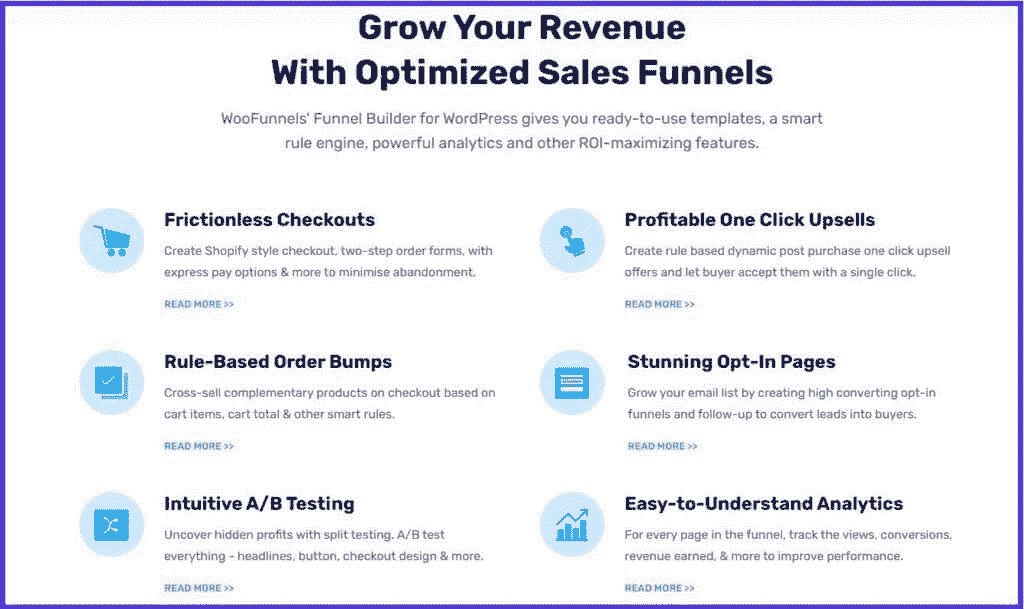 Grow Your Revenue
With Optimized Sales Funnels
WooFunnels' Funnel Builder for WordPress gives you ready-to-use templates, a smart
rule engine, powerful analytics and other ROI-maximizing features.
Frictionless Checkouts
Create Shopify style checkout, two-step order forms, with
express pay options & more to minimise abandonment.
READ MORE >>
Profitable One Click Upsells
Create rule based dynamic post purchase one click upsell
offers and let buyer accept them with a single click.
READ MORE >>
Rule-Based Order Bumps
Cross-sell complementary products on checkout based on
cart items, cart total & other smart rules.
READ MORE >>
Stunning Opt-In Pages
Grow your email list by creating high converting opt-in
funnels and follow-up to convert leads into buyers.
READ MORE >>
Intuitive A/B Testing
Uncover hidden profits with split testing. A/B test
everything - headlines, button, checkout design & more.
READ MORE >>
Easy-to-Understand Analytics
For every page in the funnel, track the views, conversions,
revenue earned, & more to improve performance.
READ MORE >>